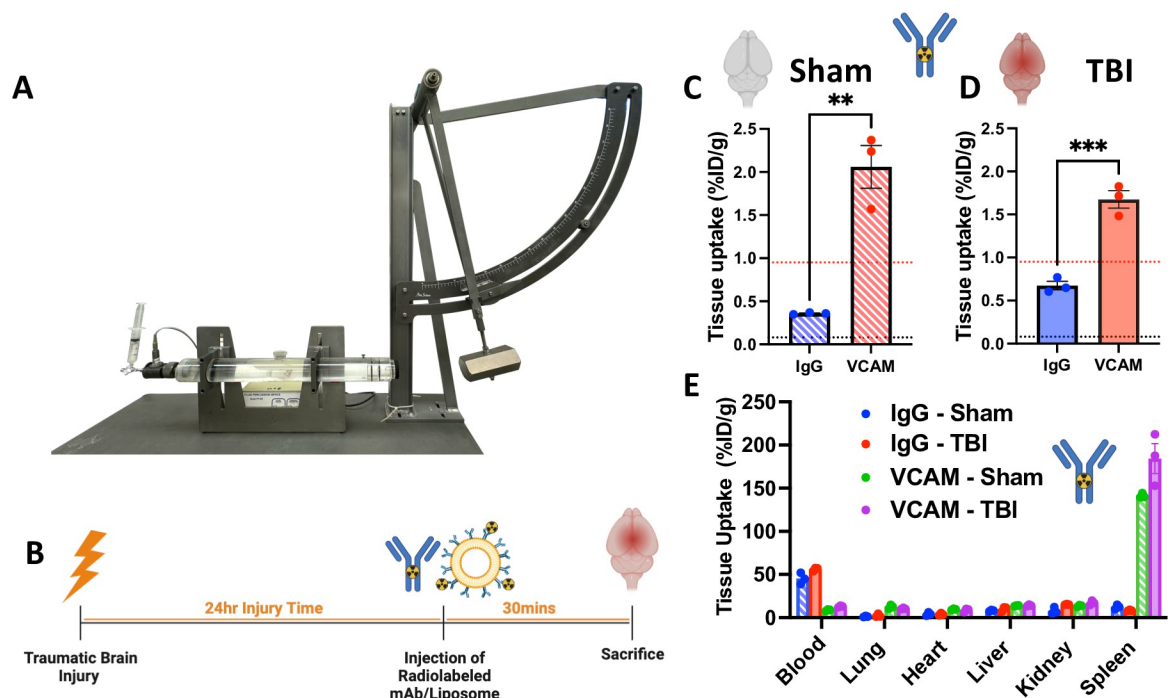 A
B
Traumatic Brain
Injury
24hr Injury Time
Injection of
Radiolabeled
mAb/Liposome
30mins
Sacrifice
C
Sham
**
Tissue uptake (%ID/g)
2.5
2.0
1.5
1.0
0.5
0.0
IgG VCAM
D
TBI
***
Tissue uptake (%ID/g)
2.5
2.0
1.5
1.0
0.5
0.0
IgG VCAM
E
Tissue Uptake (%ID/g)
250
200
150
100
50
0
IgG - Sham
IgG - TBI
VCAM - Sham
VCAM - TBI
Blood Lung Heart Liver Kidney Spleen